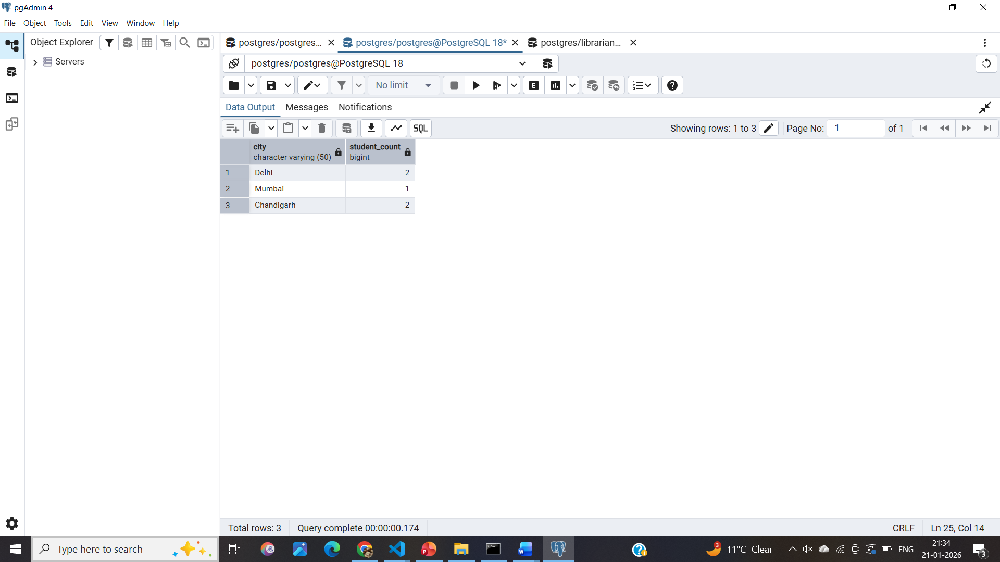 pgAdmin 4
File Object Tools Edit View Window Help
Object Explorer
Servers
postgres/postgres... postgres/postgres@PostgreSQL 18* postgres/librarian...
postgres/postgres@PostgreSQL 18
No limit
E
Data Output Messages Notifications
SQL Showing rows: 1 to 3 Page No: 1 of 1
city student_count
character varying (50) bigint
1 Delhi 2
2 Mumbai 1
3 Chandigarh 2
Total rows: 3 Query complete 00:00:00.174 CRLF Ln 25, Col 14
Type here to search 3 11°C Clear ENG 21:34
21-01-2026 3